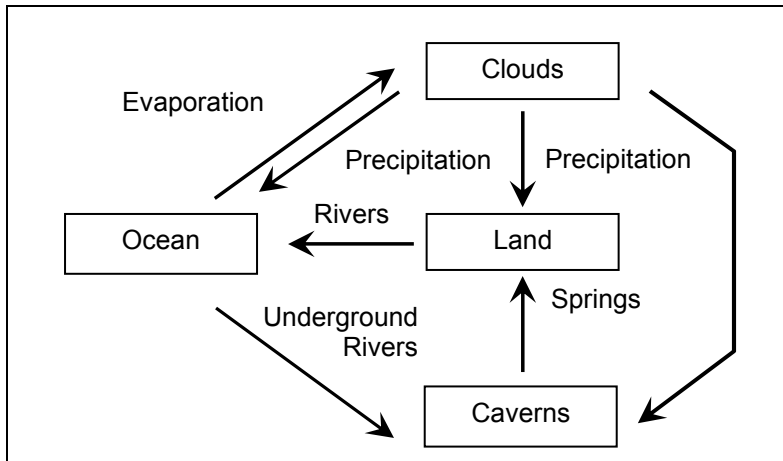 Clouds
Evaporation
Precipitation
Precipitation
Rivers
Ocean
Land
Springs
Underground
Rivers
Caverns